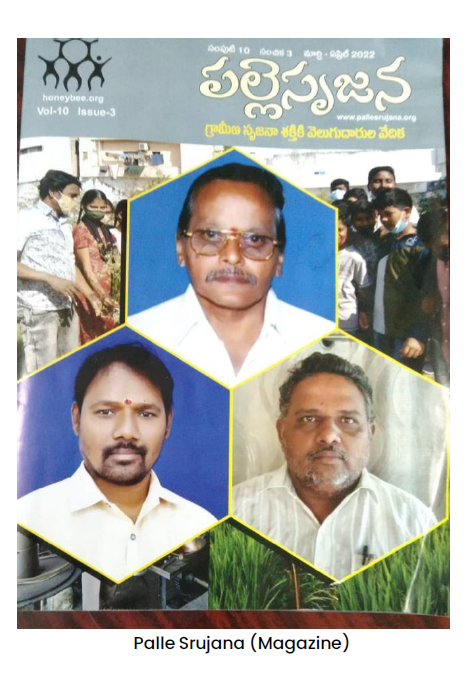 సంపుటి 10 సంచిక 3 మార్చి - ఏప్రిల్ 2022
పల్లెసృజన
honeybee.org
Vol-10 Issue-3
www.pallesrujana.org
గ్రామీణ సృజనా శక్తికి వెలుగుదారుల వేదిక
Palle Srujana (Magazine)